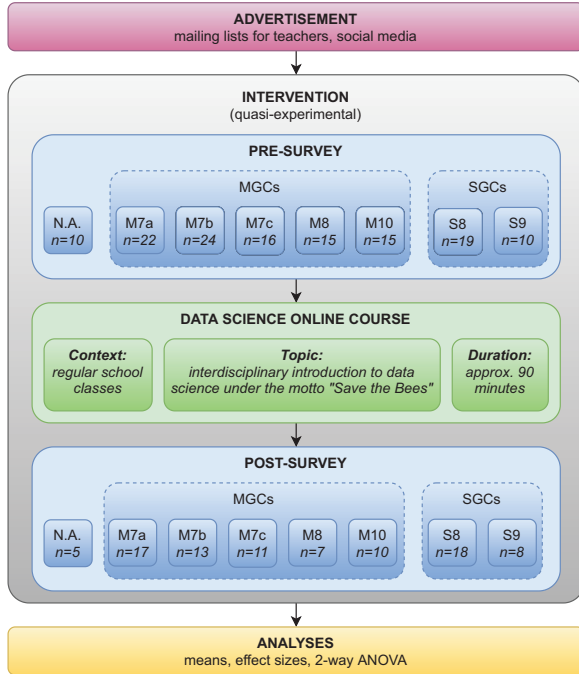 ADVERTISEMENT
mailing lists for teachers, social media
INTERVENTION
(quasi-experimental)
PRE-SURVEY
MGCs
SGCs
N.A.
n=10
M7a
n=22
M7b
n=24
M7c
n=16
M8
n=15
M10
n=15
S8
n=19
S9
n=10
DATA SCIENCE ONLINE COURSE
Context:
regular school
classes
Topic:
interdisciplinary introduction to data
science under the motto "Save the Bees"
Duration:
approx. 90
minutes
POST-SURVEY
MGCs
SGCs
N.A.
n=5
M7a
n=17
M7b
n=13
M7c
n=11
M8
n=7
M10
n=10
S8
n=18
S9
n=8
ANALYSES
means, effect sizes, 2-way ANOVA